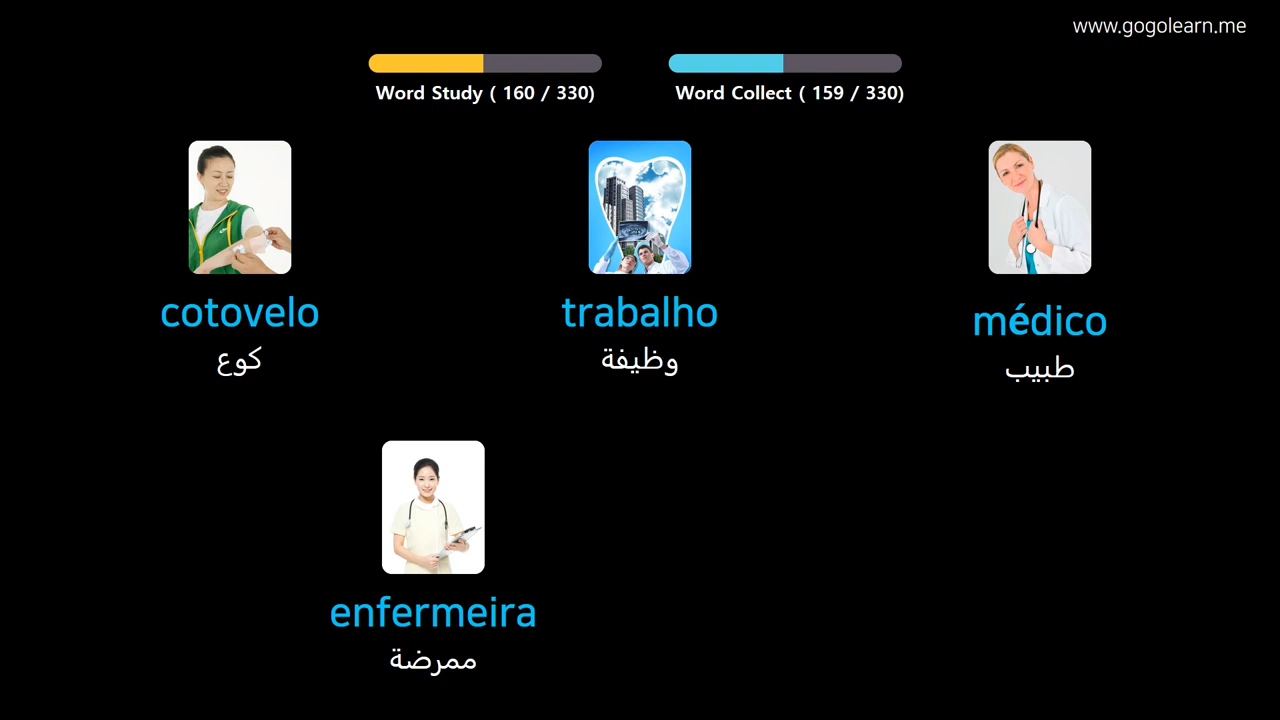 www.gogolearn.me
Word Study ( 160 / 330)
Word Collect ( 159 / 330)
cotovelo
كوع
trabalho
وظيفة
médico
طبيب
enfermeira
ممرضة